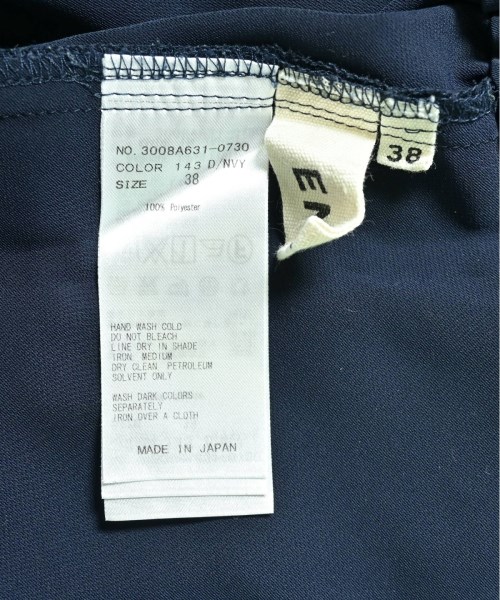 NO. 3008A631-0730
COLOR 143 D/NVY
SIZE 38
100% Polyester
HAND WASH COLD
DO NOT BLEACH
LINE DRY IN SHADE
IRON MEDIUM
DRY CLEAN PETROLEUM
SOLVENT ONLY
WASH DARK COLORS
SEPARATELY
IRON OVER A CLOTH
MADE IN JAPAN
38